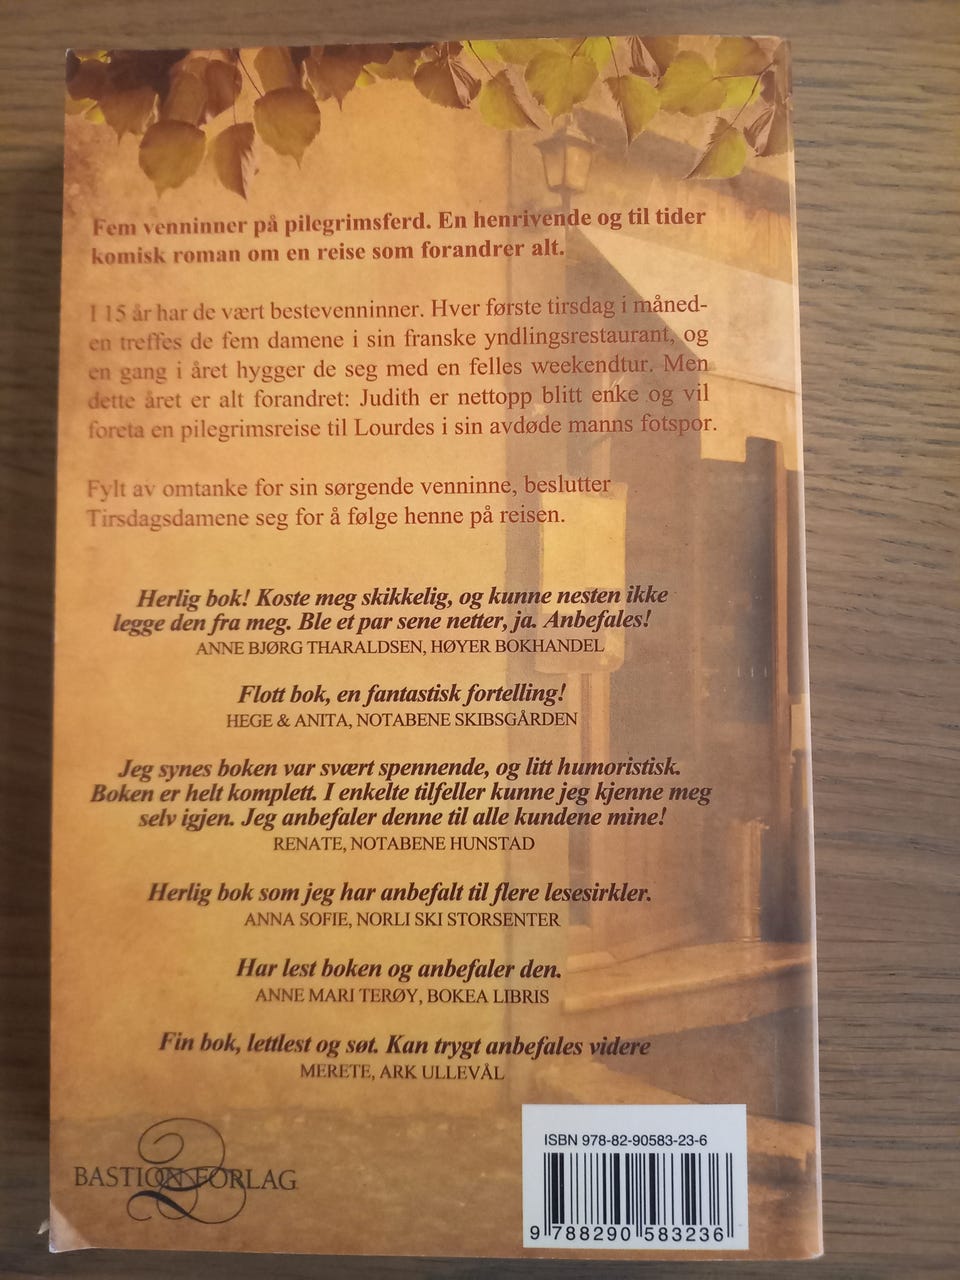 Fem venninner på pilegrimsferd. En henrivende og til tider
komisk roman om en reise som forandrer alt.
I 15 år har de vært bestevenninner. Hver første tirsdag i måned-
en treffes de fem damene i sin franske yndlingsrestaurant, og
en gang i året hygger de seg med en felles weekendtur. Men
dette året er alt forandret: Judith er nettopp blitt enke og vil
foreta en pilegrimsreise til Lourdes i sin avdøde manns fotspor.
Fylt av omtanke for sin sørgende venninne, beslutter
Tirsdagsdamene seg for å følge henne på reisen.
Herlig bok! Koste meg skikkelig, og kunne nesten ikke
legge den fra meg. Ble et par sene netter, ja. Anbefales!
ANNE BJØRG THARALDSEN, HØYER BOKHANDEL
Flott bok, en fantastisk fortelling!
HEGE & ANITA, NOTABENE SKIBSGÅRDEN
Jeg synes boken var svært spennende, og litt humoristisk.
Boken er helt komplett. I enkelte tilfeller kunne jeg kjenne meg
selv igjen. Jeg anbefaler denne til alle kundene mine!
RENATE, NOTABENE HUNSTAD
Herlig bok som jeg har anbefalt til flere lesesirkler.
ANNA SOFIE, NORLI SKI STORSENTER
Har lest boken og anbefaler den.
ANNE MARI TERØY, BOKEA LIBRIS
Fin bok, lettlest og søt. Kan trygt anbefales videre
MERETE, ARK ULLEVÅL
BASTION FORLAG
ISBN 978-82-90583-23-6
9 788290 583236